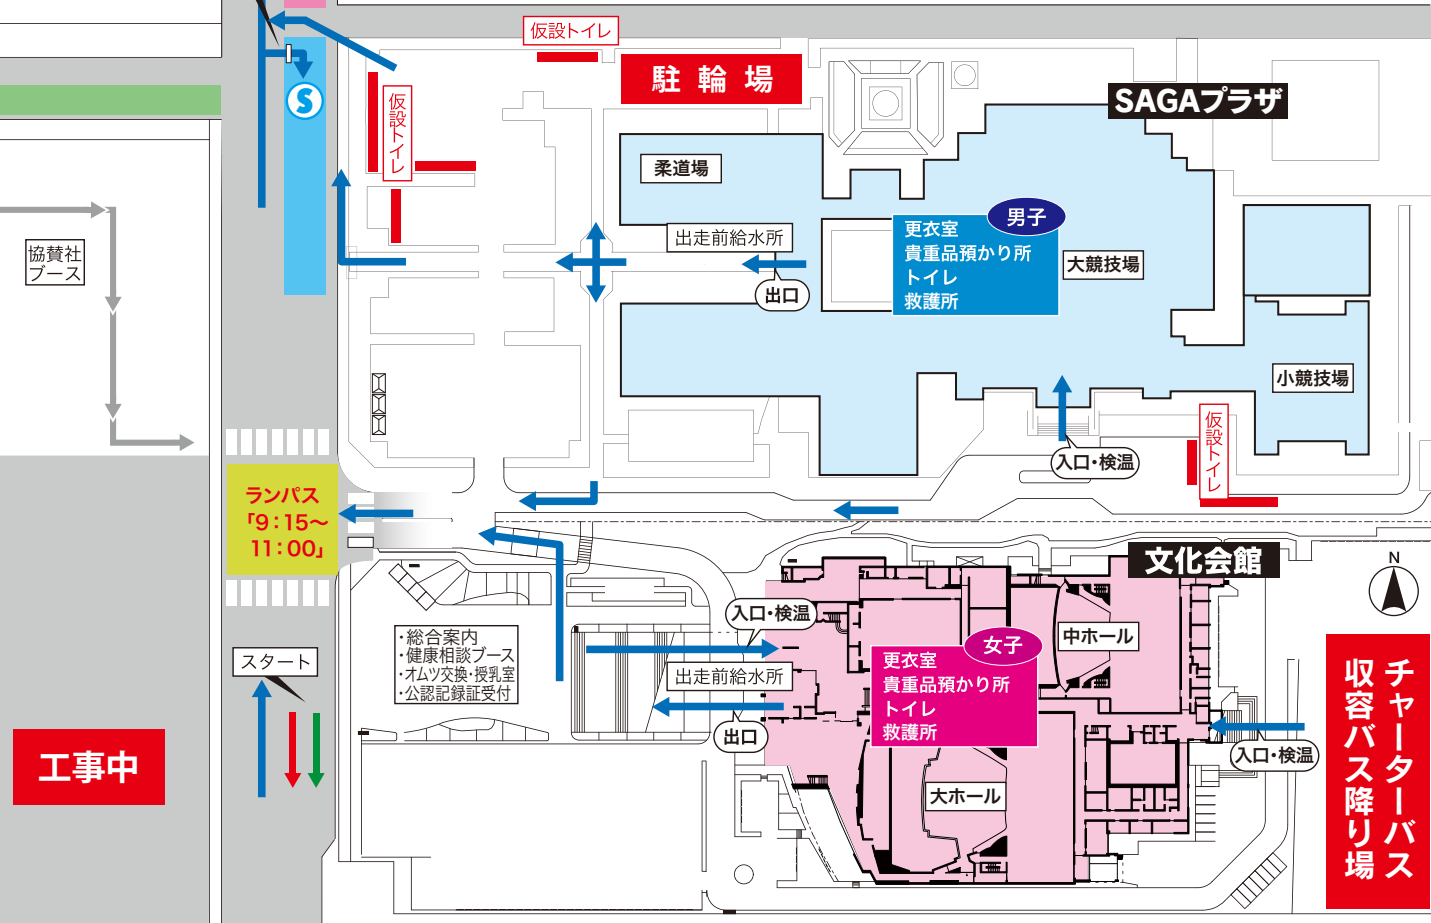 仮設トイレ
駐輪場
S
仮設トイレ
SAGAプラザ
柔道場
男子
更衣室
貴重品預かり所
トイレ
救護所
出走前給水所
大競技場
協賛社
ブース
出口
小競技場
仮設トイレ
入口・検温
ランパス
「9：15～
11：00」
文化会館
N
入口・検温
・総合案内
・健康相談ブース
・オムツ交換・授乳室
・公認記録証受付
中ホール
女子
更衣室
貴重品預かり所
トイレ
救護所
スタート
出走前給水所
出口
入口・検温
工事中
大ホール
チャーターバス
収容バス降り場